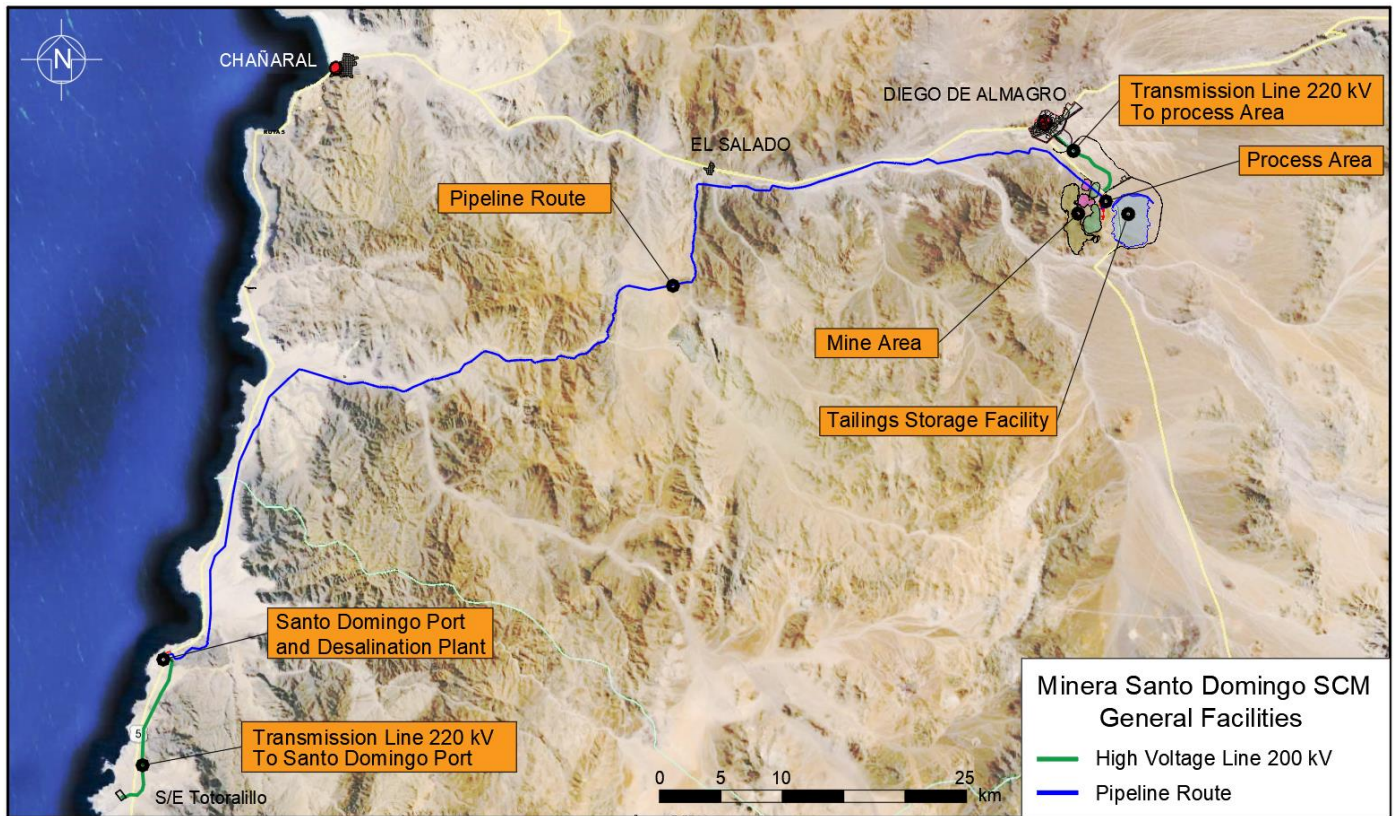 N
CHAÑARAL
DIEGO DE ALMAGRO
Transmission Line 220 kV
To process Area
EL SALADO
Process Area
Pipeline Route
Mine Area
Tailings Storage Facility
Santo Domingo Port
and Desalination Plant
5
Transmission Line 220 kV
To Santo Domingo Port
S/E Totoralillo
0 5 10 25
km
Minera Santo Domingo SCM
General Facilities
High Voltage Line 200 kV
Pipeline Route